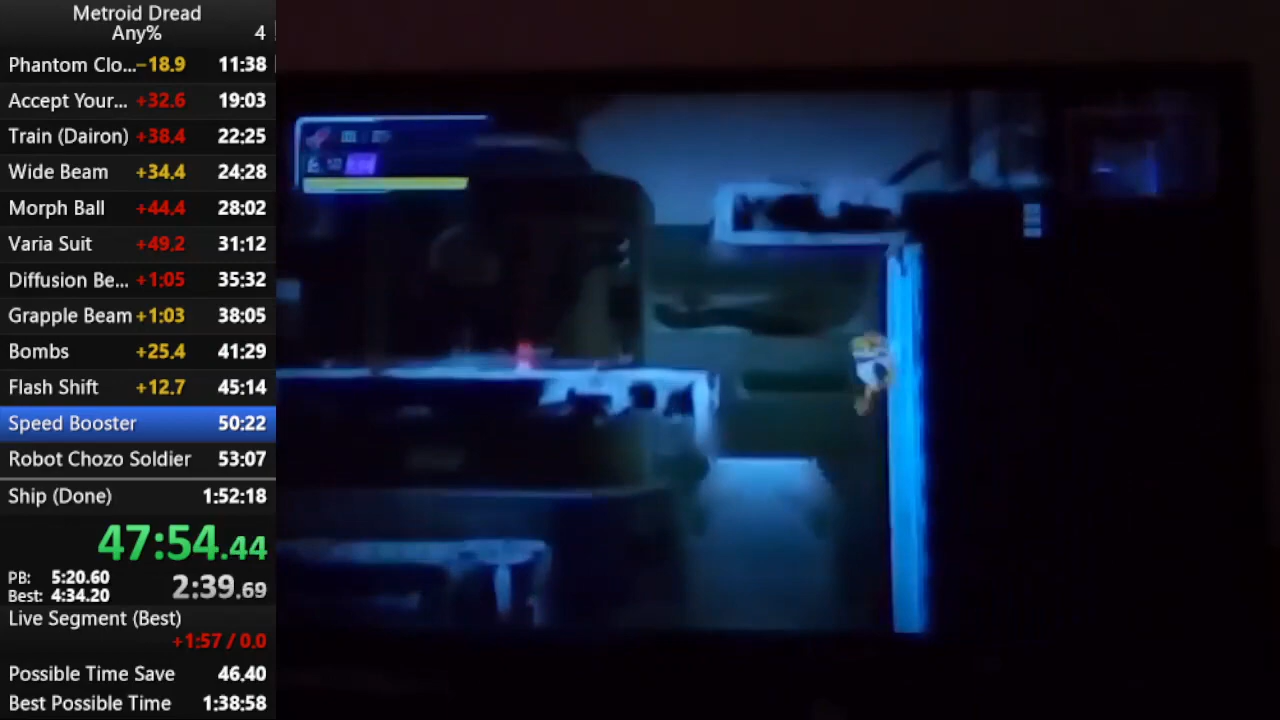 Metroid Dread
Any%
4
Phantom Clo... −18.9 11:38
Accept Your... +32.6 19:03
Train (Dairon) +38.4 22:25
Wide Beam +34.4 24:28
Morph Ball +44.4 28:02
Varia Suit +49.2 31:12
Diffusion Be... +1:05 35:32
Grapple Beam +1:03 38:05
Bombs +25.4 41:29
Flash Shift +12.7 45:14
Speed Booster 50:22
Robot Chozo Soldier 53:07
Ship (Done) 1:52:18
47:54.44
PB: 5:20.60
Best: 4:34.20
2:39.69
Live Segment (Best)
+1:57 / 0.0
Possible Time Save 46.40
Best Possible Time 1:38:58